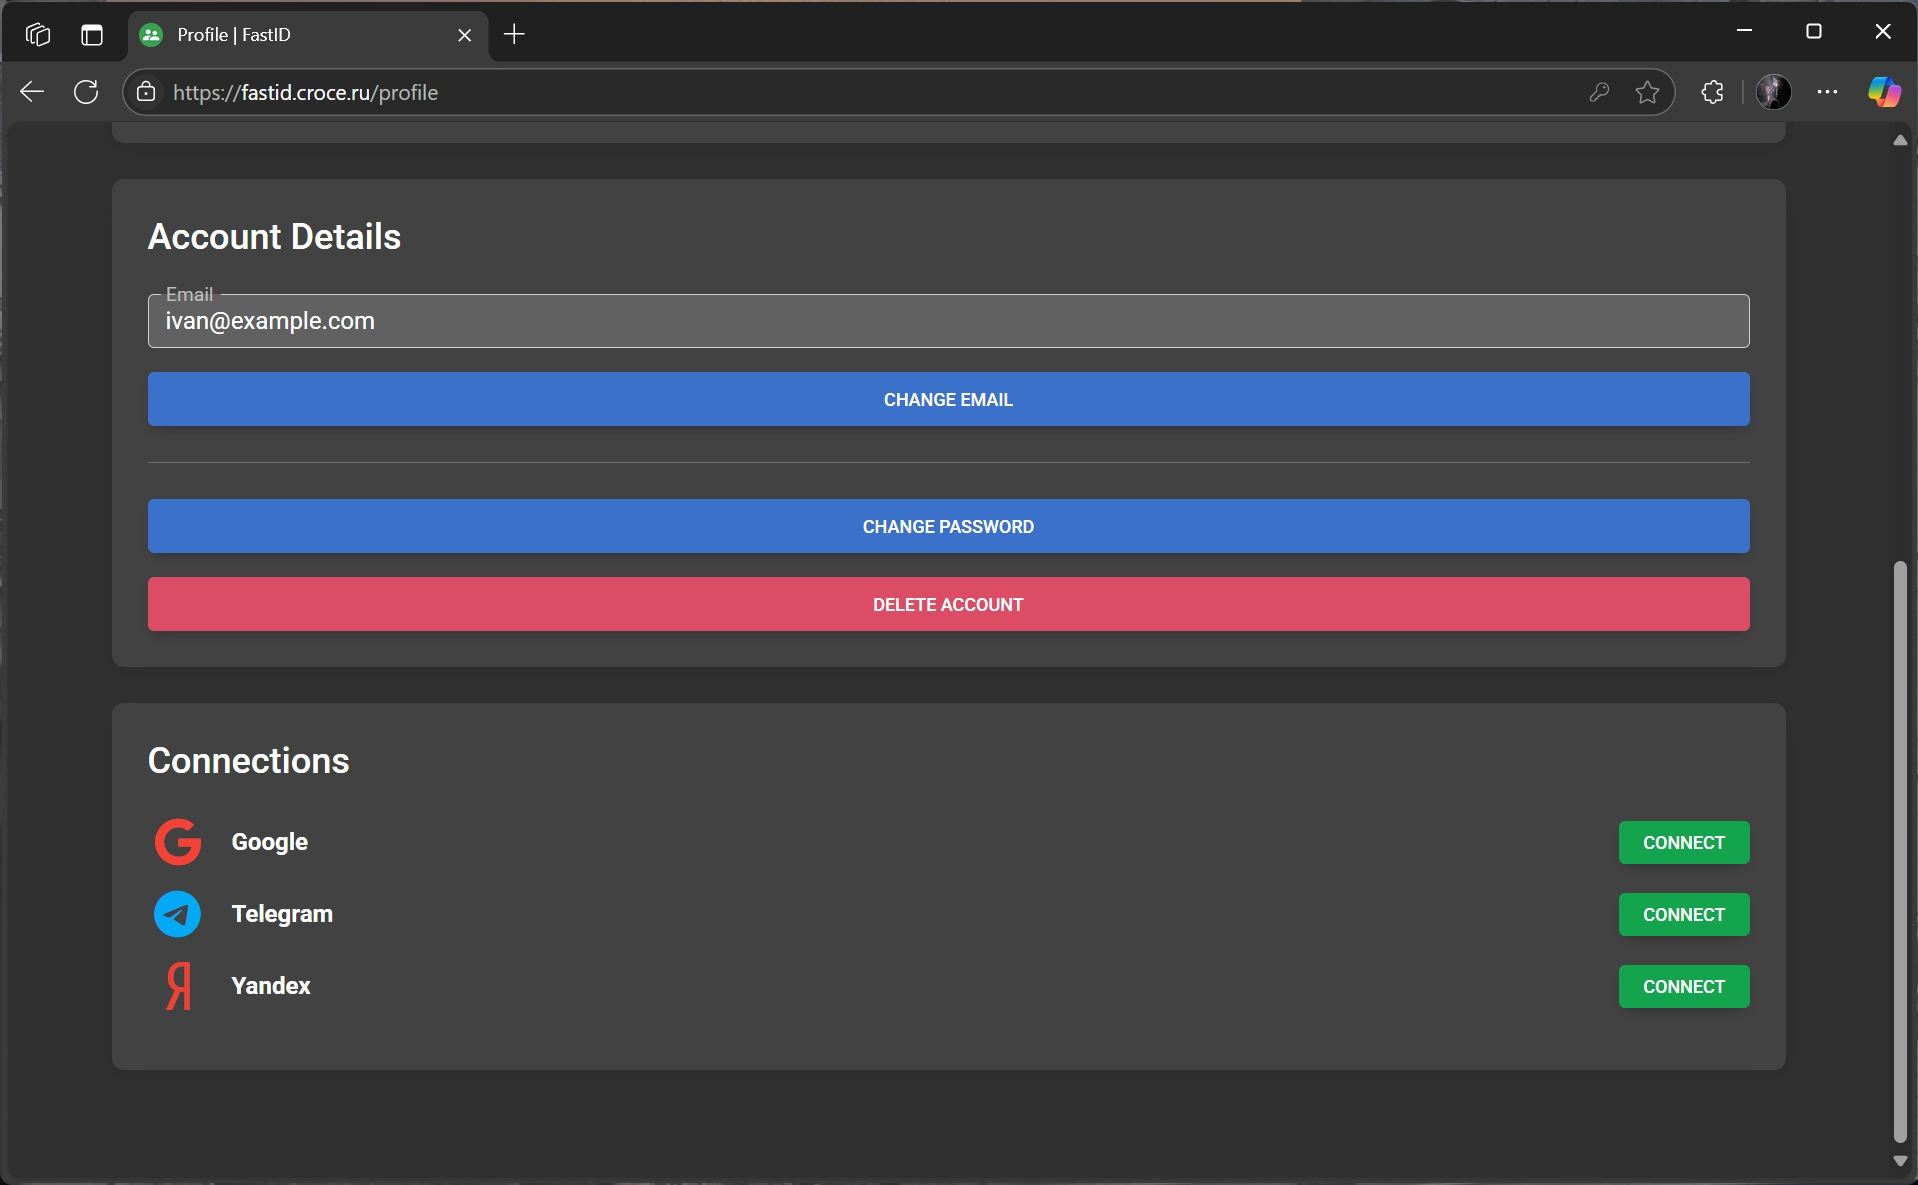 Profile | FastID
https://fastid.croce.ru/profile
Account Details
Email
ivan@example.com
CHANGE EMAIL
CHANGE PASSWORD
DELETE ACCOUNT
Connections
Google CONNECT
Telegram CONNECT
Yandex CONNECT